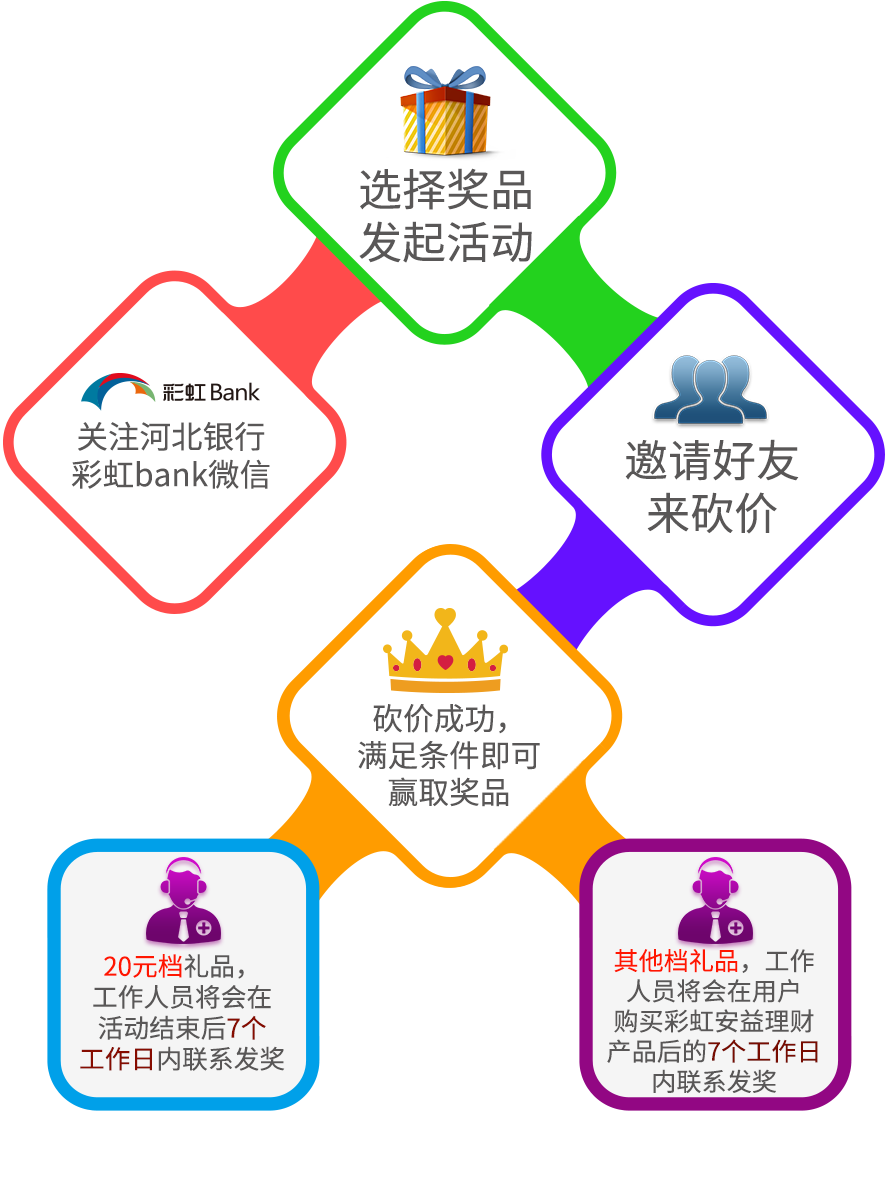 选择奖品
发起活动
彩虹Bank
关注河北银行
彩虹bank微信
邀请好友
来砍价
砍价成功，
满足条件即可
赢取奖品
20元档礼品，
工作人员将会在
活动结束后7个
工作日内联系发奖
其他档礼品，工作
人员将会在用户
购买彩虹安益理财
产品后的7个工作日
内联系发奖